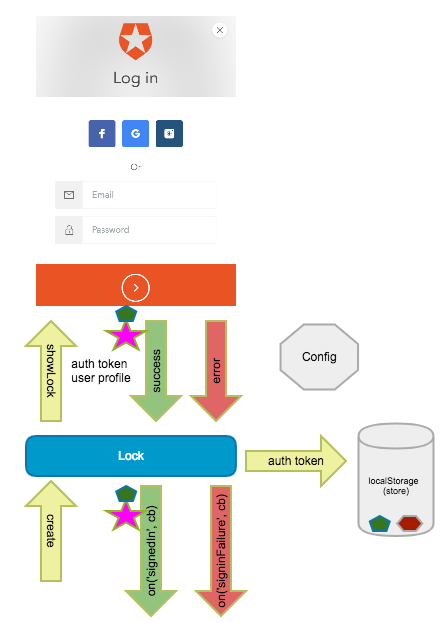 Log in
f
G
Or
Email
Password
showLock
auth token
user profile
success
error
Config
Lock
auth token
localStorage
(store)
create
on('signedIn', cb)
on('signinFailure', cb)